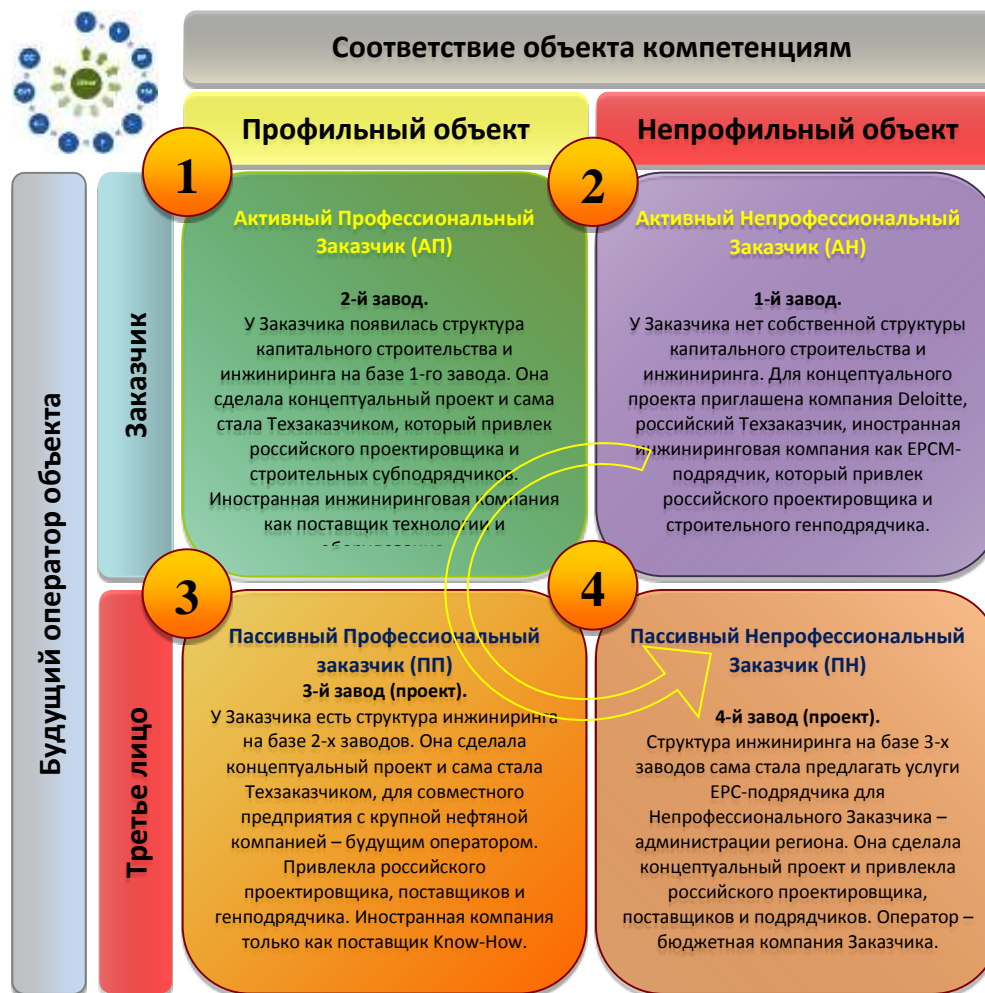 Соответствие объекта компетенциям
Профильный объект
Непрофильный объект
Будущий оператор объекта
Заказчик
1
Активный Профессиональный
Заказчик (АП)
2-й завод.
У Заказчика появилась структура
капитального строительства и
инжиниринга на базе 1-го завода. Она
сделала концептуальный проект и сама
стала Техзаказчиком, который привлек
российского проектировщика и
строительных субподрядчиков.
Иностранная инжиниринговая компания
как поставщик технологии и
2
Активный Непрофессиональный
Заказчик (АН)
1-й завод.
У Заказчика нет собственной структуры
капитального строительства и
инжиниринга. Для концептуального
проекта приглашена компания Deloitte,
российский Техзаказчик, иностранная
инжиниринговая компания как EPCM-
подрядчик, который привлек
российского проектировщика и
строительного генподрядчика.
Третье лицо
3
Пассивный Профессиональный
заказчик (ПП)
3-й завод (проект).
У Заказчика есть структура инжиниринга
на базе 2-х заводов. Она сделала
концептуальный проект и сама стала
Техзаказчиком, для совместного
предприятия с крупной нефтяной
компанией – будущим оператором.
Привлекла российского
проектировщика, поставщиков и
генподрядчика. Иностранная компания
только как поставщик Know-How.
4
Пассивный Непрофессиональный
Заказчик (ПН)
4-й завод (проект).
Структура инжиниринга на базе 3-х
заводов сама стала предлагать услуги
EPC-подрядчика для
Непрофессионального Заказчика –
администрации региона. Она сделала
концептуальный проект и привлекла
российского проектировщика,
поставщиков и подрядчиков. Оператор –
бюджетная компания Заказчика.